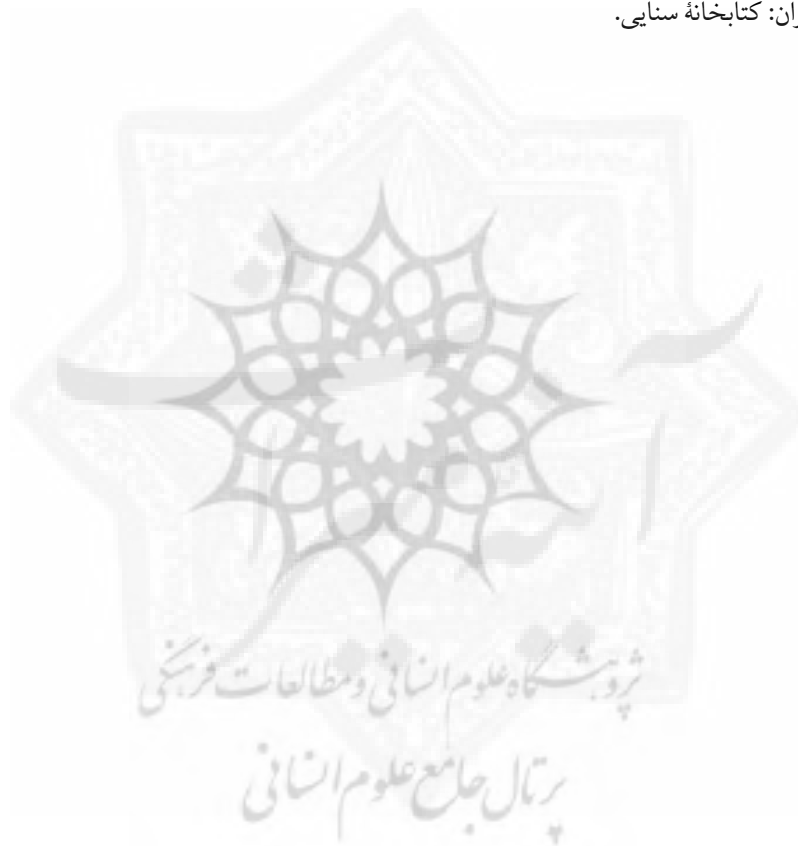 ران: کتابخانهٔ سنایی.
پژوهشگاه علوم انسانی و مطالعات فرهنگی
پرتال جامع علوم انسانی